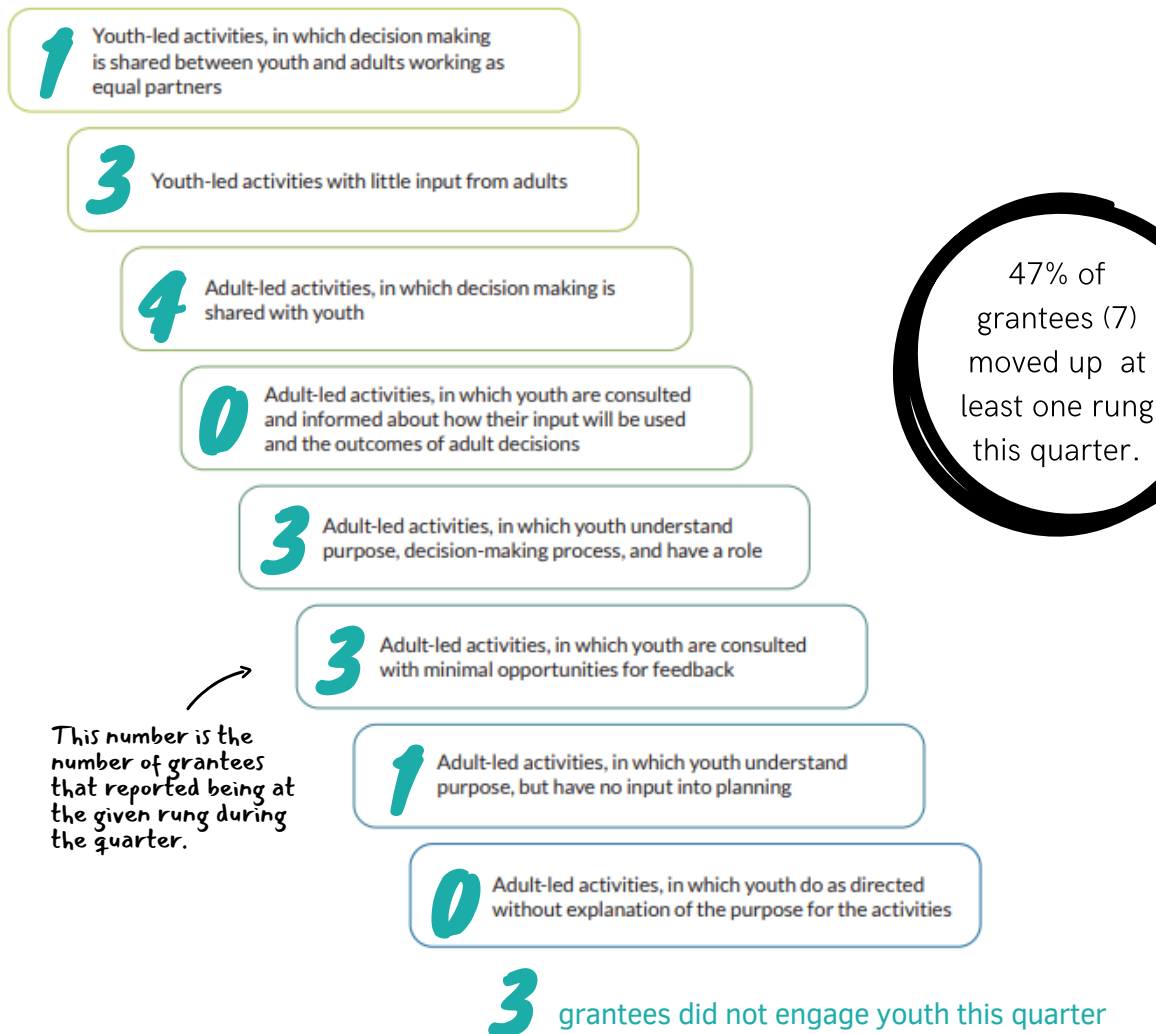 1
Youth-led activities, in which decision making
is shared between youth and adults working as
equal partners
3
Youth-led activities with little input from adults
4
Adult-led activities, in which decision making is
shared with youth
0
Adult-led activities, in which youth are consulted
and informed about how their input will be used
and the outcomes of adult decisions
3
Adult-led activities, in which youth understand
purpose, decision-making process, and have a role
3
Adult-led activities, in which youth are consulted
with minimal opportunities for feedback
1
Adult-led activities, in which youth understand
purpose, but have no input into planning
0
Adult-led activities, in which youth do as directed
without explanation of the purpose for the activities
3 grantees did not engage youth this quarter
47% of
grantees (7)
moved up at
least one rung
this quarter.
This number is the
number of grantees
that reported being at
the given rung during
the quarter.